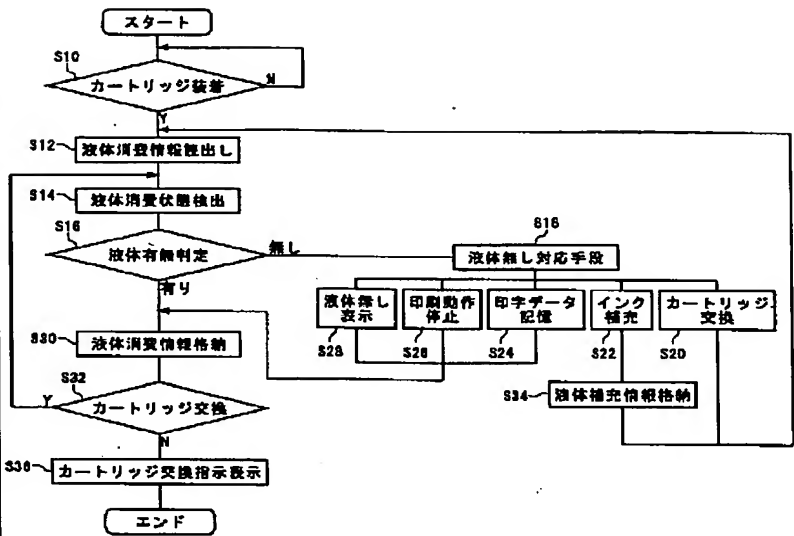 スタート
S10
カートリッジ装着
N
Y
S12
液体消費情報読出し
S14
液体消費状態検出
S16
液体有無判定
無し
有り
S18
液体無し対応手段
液体無し
表示
印刷動作
停止
印字データ
記憶
インク
補充
カートリッジ
交換
S28
S26
S24
S22
S20
S30
液体消費情報格納
S34
液体補充情報格納
S32
カートリッジ交換
Y
N
S36
カートリッジ交換指示表示
エンド